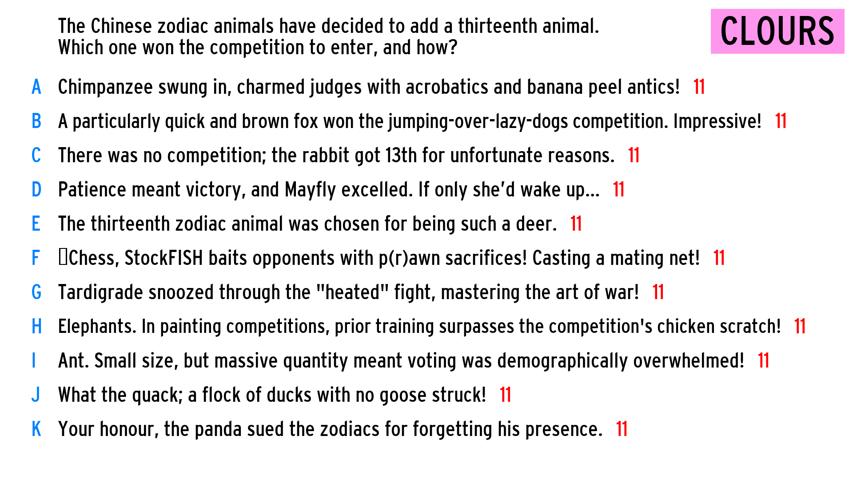 The Chinese zodiac animals have decided to add a thirteenth animal.
Which one won the competition to enter, and how?
CLOURS
A Chimpanzee swung in, charmed judges with acrobatics and banana peel antics! 11
B A particularly quick and brown fox won the jumping-over-lazy-dogs competition. Impressive! 11
C There was no competition; the rabbit got 13th for unfortunate reasons. 11
D Patience meant victory, and Mayfly excelled. If only she'd wake up... 11
E The thirteenth zodiac animal was chosen for being such a deer. 11
F Chess, StockFISH baits opponents with p(r)awn sacrifices! Casting a mating net! 11
G Tardigrade snoozed through the "heated" fight, mastering the art of war! 11
H Elephants. In painting competitions, prior training surpasses the competition's chicken scratch! 11
I Ant. Small size, but massive quantity meant voting was demographically overwhelmed! 11
J What the quack; a flock of ducks with no goose struck! 11
K Your honour, the panda sued the zodiacs for forgetting his presence. 11